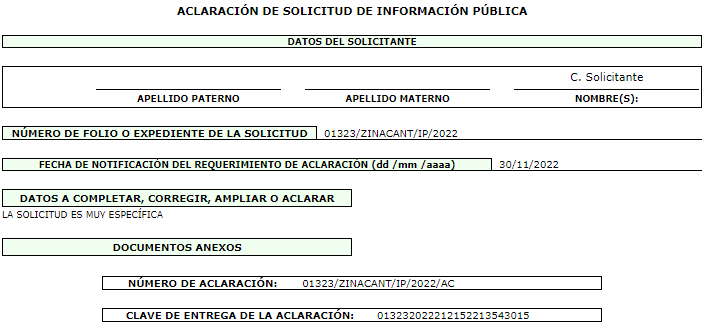 ACLARACIÓN DE SOLICITUD DE INFORMACIÓN PÚBLICA
DATOS DEL SOLICITANTE
C. Solicitante
APELLIDO PATERNO APELLIDO MATERNO NOMBRE(S):
NÚMERO DE FOLIO O EXPEDIENTE DE LA SOLICITUD 01323/ZINACANT/IP/2022
FECHA DE NOTIFICACIÓN DEL REQUERIMIENTO DE ACLARACIÓN (dd /mm /aaaa) 30/11/2022
DATOS A COMPLETAR, CORREGIR, AMPLIAR O ACLARAR
LA SOLICITUD ES MUY ESPECÍFICA
DOCUMENTOS ANEXOS
NÚMERO DE ACLARACIÓN: 01323/ZINACANT/IP/2022/AC
CLAVE DE ENTREGA DE LA ACLARACIÓN: 013232022212152213543015